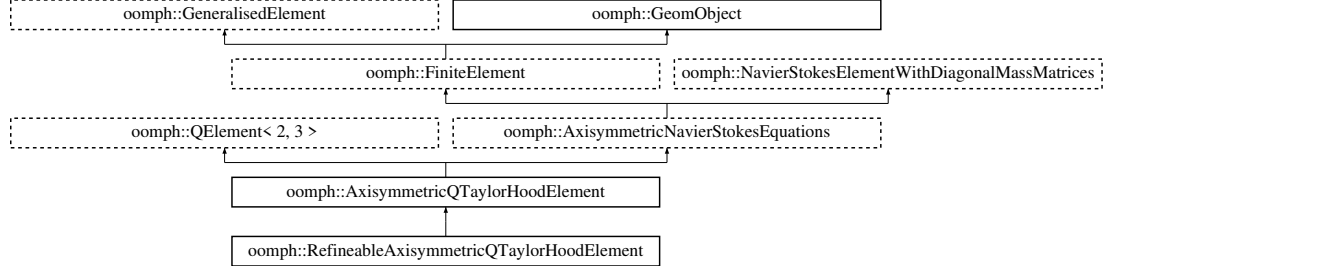 oomph::GeneralisedElement
oomph::GeomObject
oomph::FiniteElement
oomph::NavierStokesElementWithDiagonalMassMatrices
oomph::QElement< 2, 3 >
oomph::AxisymmetricNavierStokesEquations
oomph::AxisymmetricQTaylorHoodElement
oomph::RefineableAxisymmetricQTaylorHoodElement